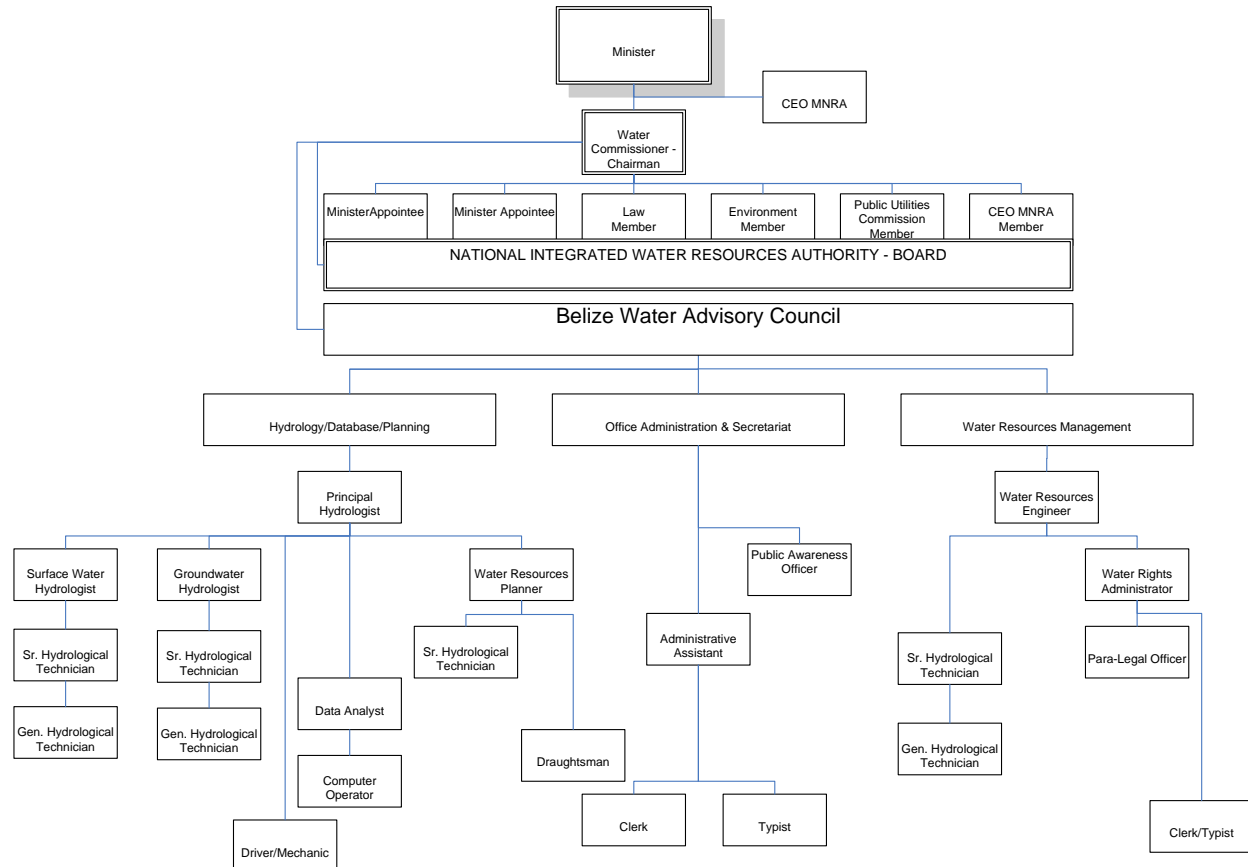 Minister
CEO MNRA
Water
Commissioner -
Chairman
MinisterAppointee
Minister Appointee
Law
Member
Environment
Member
Public Utilities
Commission
Member
CEO MNRA
Member
NATIONAL INTEGRATED WATER RESOURCES AUTHORITY - BOARD
Belize Water Advisory Council
Hydrology/Database/Planning
Office Administration & Secretariat
Water Resources Management
Principal
Hydrologist
Water Resources
Engineer
Surface Water
Hydrologist
Groundwater
Hydrologist
Water Resources
Planner
Public Awareness
Officer
Water Rights
Administrator
Sr. Hydrological
Technician
Sr. Hydrological
Technician
Sr. Hydrological
Technician
Administrative
Assistant
Sr. Hydrological
Technician
Para-Legal Officer
Gen. Hydrological
Technician
Gen. Hydrological
Technician
Data Analyst
Draughtsman
Gen. Hydrological
Technician
Computer
Operator
Clerk
Typist
Clerk/Typist
Driver/Mechanic